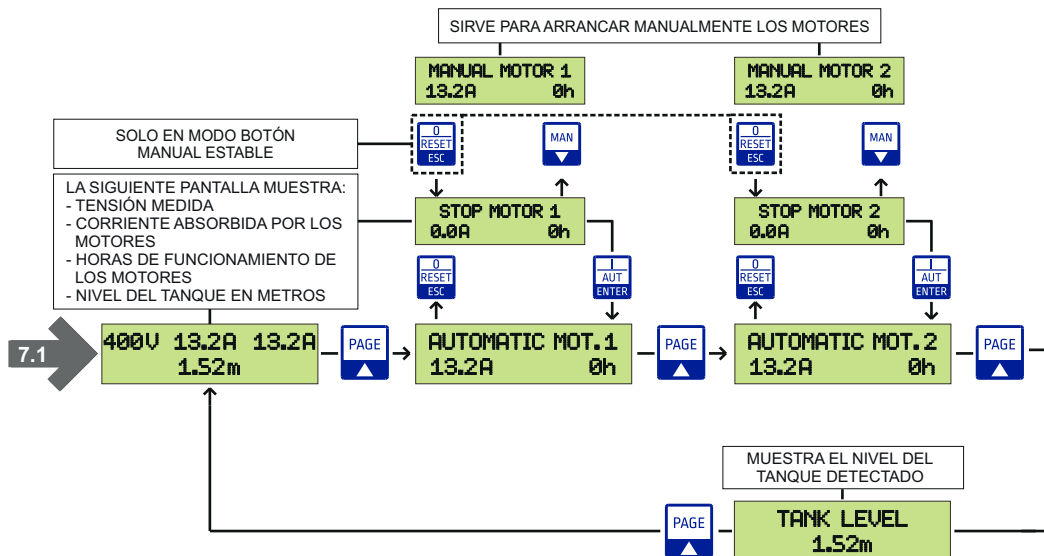 SIRVE PARA ARRANCAR MANUALMENTE LOS MOTORES
MANUAL MOTOR 1
13.2A 0h
MANUAL MOTOR 2
13.2A 0h
SOLO EN MODO BOTÓN
MANUAL ESTABLE
0
RESET
ESC
MAN
0
RESET
ESC
MAN
LA SIGUIENTE PANTALLA MUESTRA:
- TENSIÓN MEDIDA
- CORRIENTE ABSORBIDA POR LOS
MOTORES
- HORAS DE FUNCIONAMIENTO DE
LOS MOTORES
- NIVEL DEL TANQUE EN METROS
STOP MOTOR 1
0.0A 0h
STOP MOTOR 2
0.0A 0h
0
RESET
ESC
I
AUT
ENTER
0
RESET
ESC
I
AUT
ENTER
7.1
400V 13.2A 13.2A
1.52m
PAGE
AUTOMATIC MOT.1
13.2A 0h
PAGE
AUTOMATIC MOT.2
13.2A 0h
PAGE
MUESTRA EL NIVEL DEL
TANQUE DETECTADO
PAGE
TANK LEVEL
1.52m